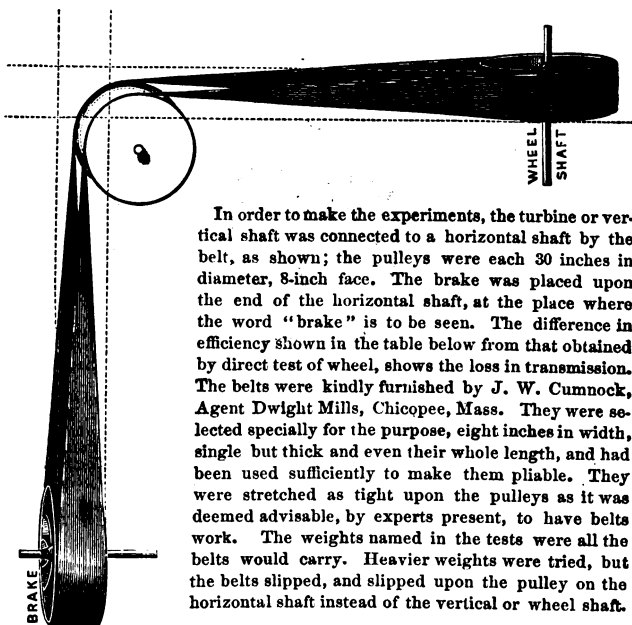 WHEEL
SHAFT
In order to make the experiments, the turbine or ver-
tical shaft was connected to a horizontal shaft by the
belt, as shown; the pulleys were each 30 inches in
diameter, 8-inch face. The brake was placed upon
the end of the horizontal shaft, at the place where
the word "brake" is to be seen. The difference in
efficiency shown in the table below from that obtained
by direct test of wheel, shows the loss in transmission.
The belts were kindly furnished by J. W. Cumnock,
Agent Dwight Mills, Chicopee, Mass. They were se-
lected specially for the purpose, eight inches in width,
single but thick and even their whole length, and had
been used sufficiently to make them pliable. They
were stretched as tight upon the pulleys as it was
deemed advisable, by experts present, to have belts
work. The weights named in the tests were all the
belts would carry. Heavier weights were tried, but
the belts slipped, and slipped upon the pulley on the
horizontal shaft instead of the vertical or wheel shaft.
BRAKE